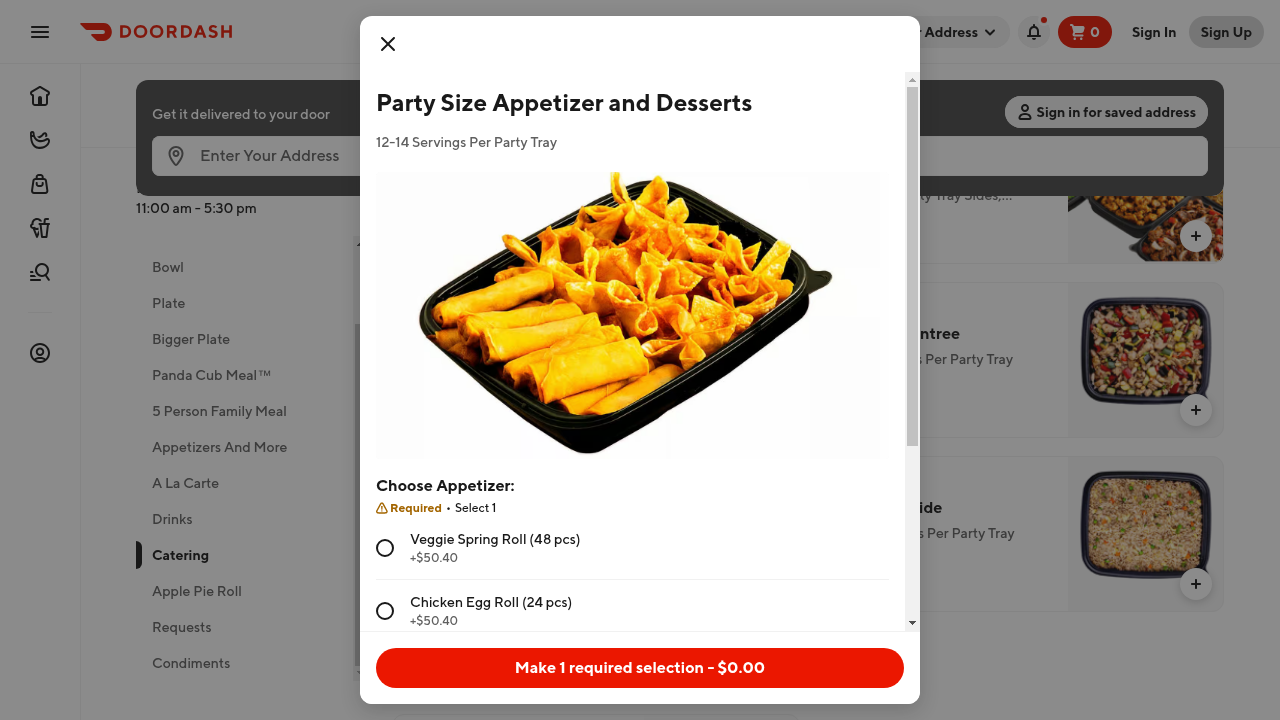 DOORDASH
Address
0
Sign In
Sign Up
Get it delivered to your door
Sign in for saved address
Enter Your Address
11:00 am - 5:30 pm
Bowl
Plate
Bigger Plate
Panda Cub Meal™
5 Person Family Meal
Appetizers And More
A La Carte
Drinks
Catering
Apple Pie Roll
Requests
Condiments
Party Size Appetizer and Desserts
12-14 Servings Per Party Tray
Choose Appetizer:
Required • Select 1
Veggie Spring Roll (48 pcs)
+$50.40
Chicken Egg Roll (24 pcs)
+$50.40
Make 1 required selection - $0.00
Tray Sides,...
ntree
s Per Party Tray
ide
s Per Party Tray